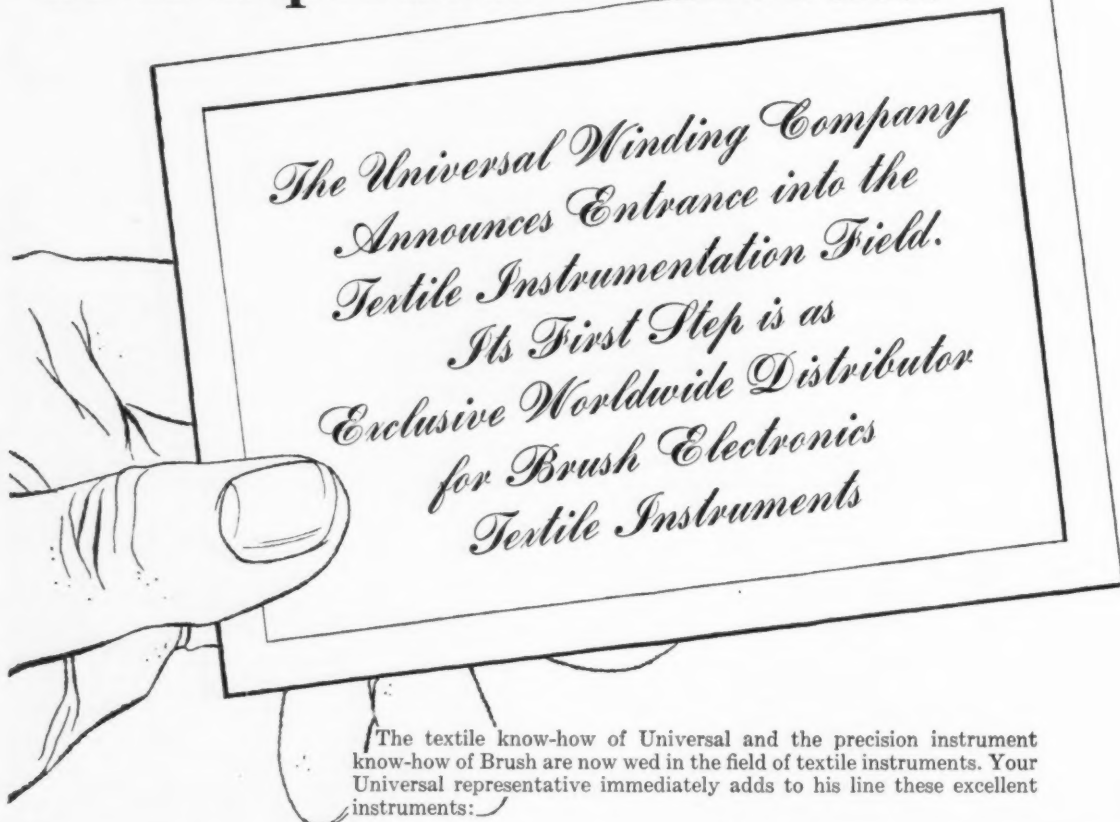 The Universal Winding Company
Announces Entrance into the
Textile Instrumentation Field.
Its First Step is as
Exclusive Worldwide Distributor
for Brush Electronics
Textile Instruments
The textile know-how of Universal and the precision instrument
know-how of Brush are now wed in the field of textile instruments. Your
Universal representative immediately adds to his line these excellent
instruments: